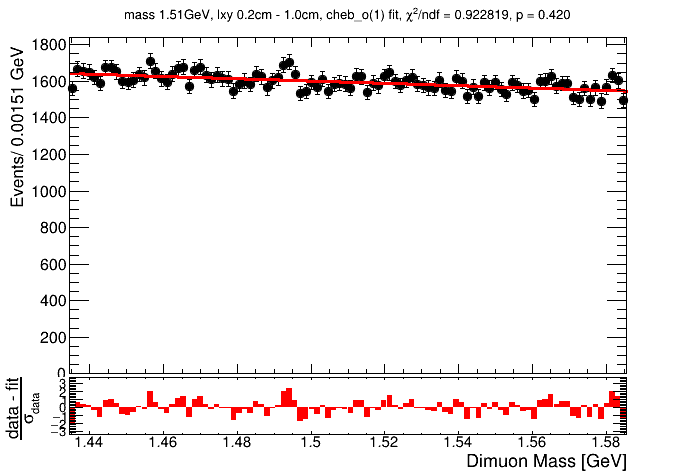 mass 1.51GeV, lxy 0.2cm - 1.0cm, cheb_o(1) fit, χ²/ndf = 0.922819, p = 0.420
Events/ 0.00151 GeV
1800
1600
1400
1200
1000
800
600
400
200
0
data - fit
σdata
3
2
1
0
−1
−2
−3
1.44 1.46 1.48 1.5 1.52 1.54 1.56 1.58
Dimuon Mass [GeV]